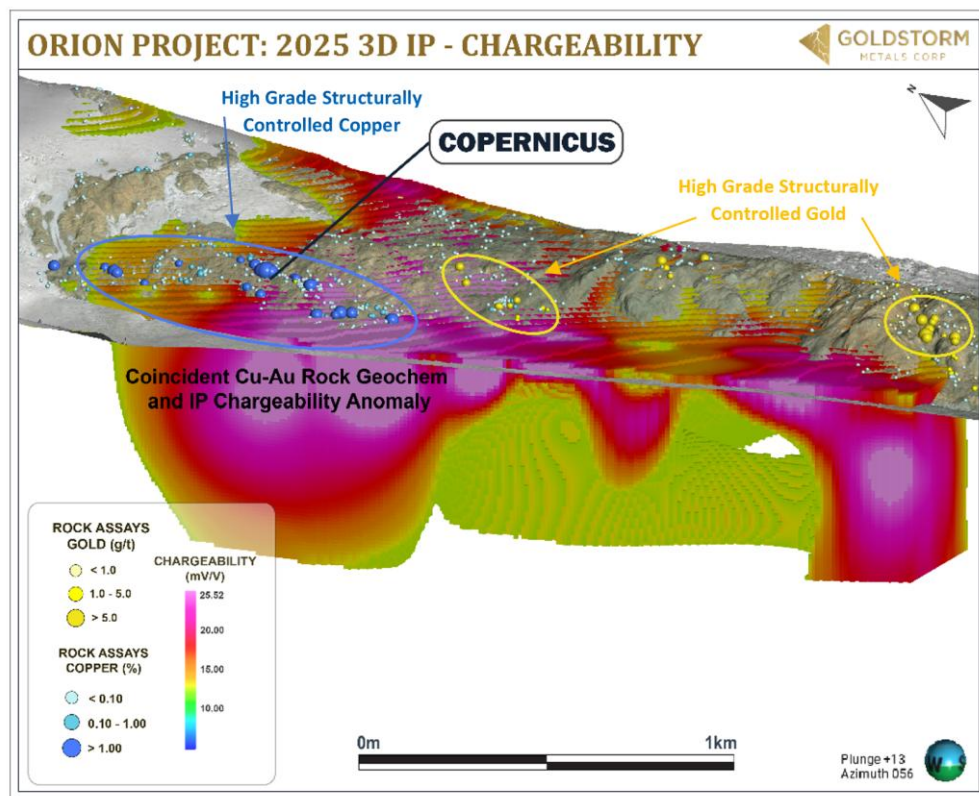 ORION PROJECT: 2025 3D IP - CHARGEABILITY
GOLDSTORM
METALS CORP
N
High Grade Structurally
Controlled Copper
COPERNICUS
High Grade Structurally
Controlled Gold
Coincident Cu-Au Rock Geochem
and IP Chargeability Anomaly
ROCK ASSAYS
GOLD (g/t)
< 1.0
1.0 - 5.0
> 5.0
ROCK ASSAYS
COPPER (%)
< 0.10
0.10 - 1.00
> 1.00
CHARGEABILITY
(mV/V)
25.52
20.00
15.00
10.00
0m
1km
Plunge +13
Azimuth 056
W S